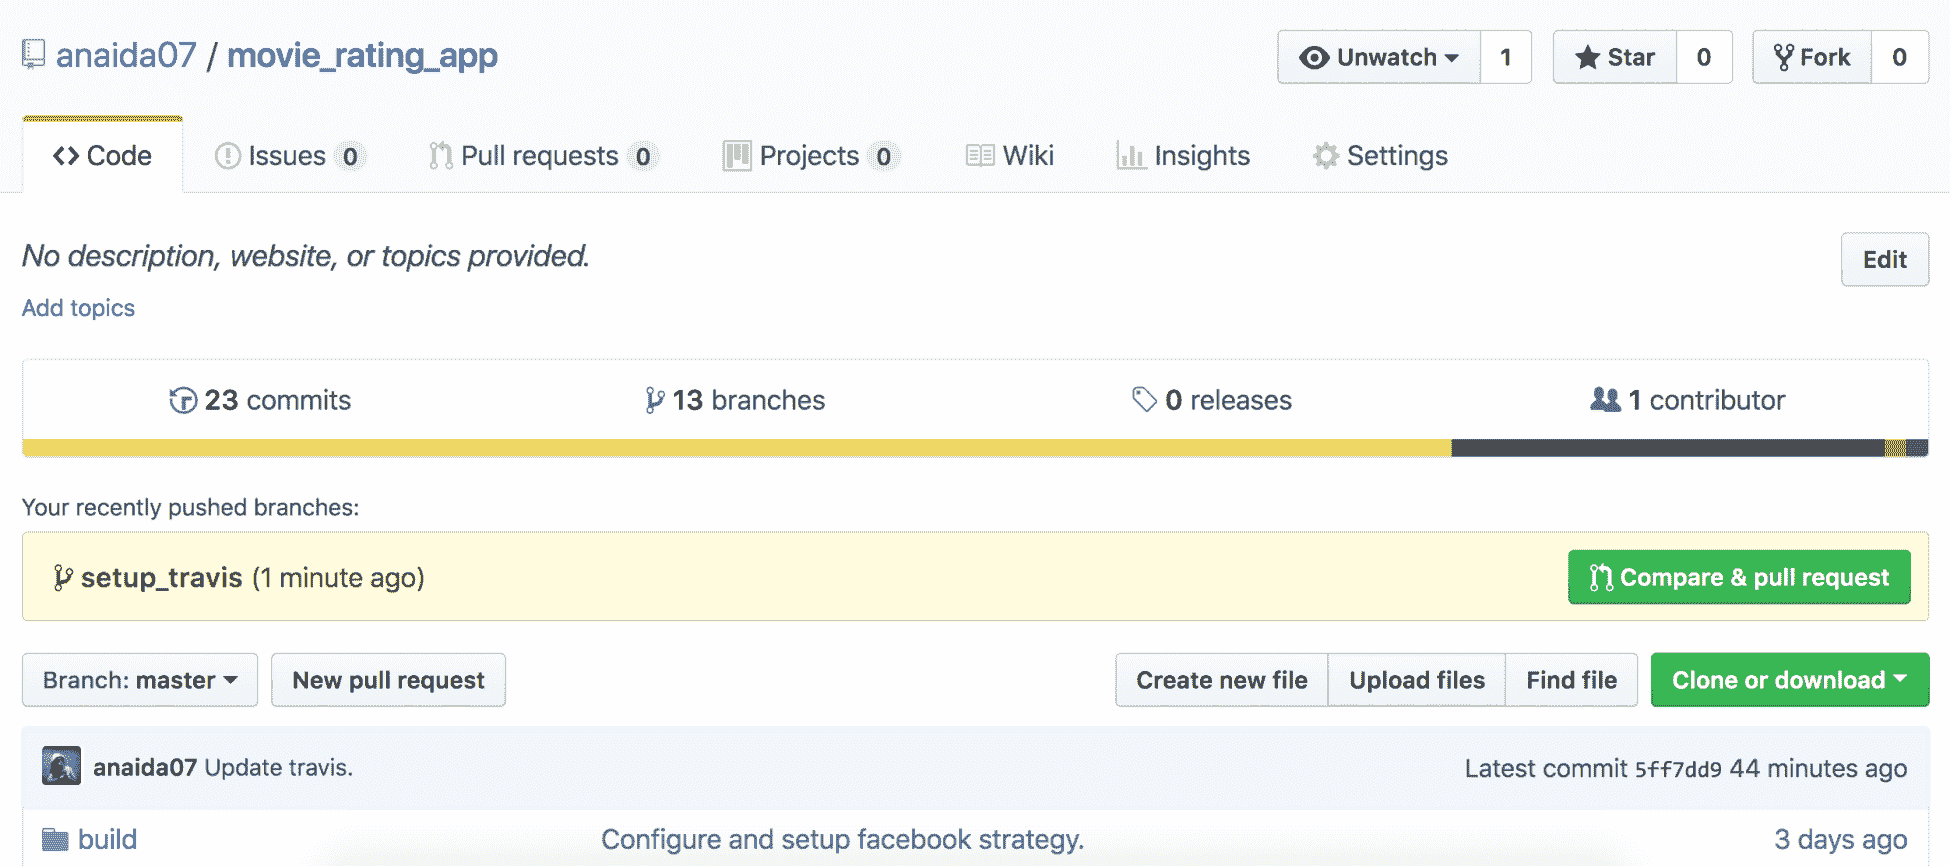 anaida07 / movie_rating_app Unwatch 1 Star 0 Fork 0
Code Issues 0 Pull requests 0 Projects 0 Wiki Insights Settings
No description, website, or topics provided. Edit
Add topics
23 commits 13 branches 0 releases 1 contributor
Your recently pushed branches:
setup_travis (1 minute ago) Compare & pull request
Branch: master New pull request Create new file Upload files Find file Clone or download
anaida07 Update travis. Latest commit 5ff7dd9 44 minutes ago
build Configure and setup facebook strategy. 3 days ago